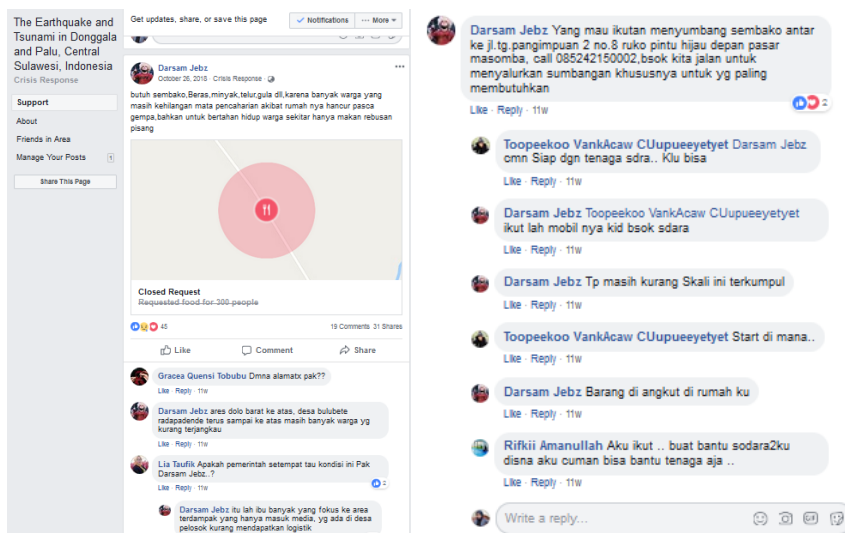 The Earthquake and
Tsunami in Donggala
and Palu, Central
Sulawesi, Indonesia
Crisis Response
Support
About
Friends in Area
Manage Your Posts 1
Share This Page
Get updates, share, or save this page
Notifications
More
Darsam Jebz
October 26, 2018 · Crisis Response ·
butuh sembako,Beras,minyak,telur,gula dll,karena banyak warga yang
masih kehilangan mata pencaharian akibat rumah nya hancur pasca
gempa,bahkan untuk bertahan hidup warga sekitar hanya makan rebusan
pisang
Closed Request
Requested food for 300 people
45
19 Comments 31 Shares
Like Comment Share
Gracea Quensi Tobubu Dmna alamatx pak??
Like · Reply · 11w
Darsam Jebz ares dolo barat ke atas, desa bulubete
radapadende terus sampai ke atas masih banyak warga yg
kurang terjangkau
Like · Reply · 11w
Lia Taufik Apakah pemerintah setempat tau kondisi ini Pak
Darsam Jebz..?
2
Like · Reply · 11w
Darsam Jebz itu lah ibu banyak yang fokus ke area
terdampak yang hanya masuk media, yg ada di desa
pelosok kurang mendapatkan logistik
Darsam Jebz Yang mau ikutan menyumbang sembako antar
ke jl.tg.pangimpuan 2 no.8 ruko pintu hijau depan pasar
masomba, call 085242150002,bsok kita jalan untuk
menyalurkan sumbangan khususnya untuk yg paling
membutuhkan
2
Like · Reply · 11w
Toopeekoo VankAcaw CUupueeyetyet Darsam Jebz
cmn Siap dgn tenaga sdra.. Klu bisa
Like · Reply · 11w
Darsam Jebz Toopeekoo VankAcaw CUupueeyetyet
ikut lah mobil nya kid bsok sdara
Like · Reply · 11w
Darsam Jebz Tp masih kurang Skali ini terkumpul
Like · Reply · 11w
Toopeekoo VankAcaw CUupueeyetyet Start di mana..
Like · Reply · 11w
Darsam Jebz Barang di angkut di rumah ku
Like · Reply · 11w
Rifkii Amanullah Aku ikut .. buat bantu sodara2ku
disna aku cuman bisa bantu tenaga aja ..
Like · Reply · 11w
Write a reply...
GIF